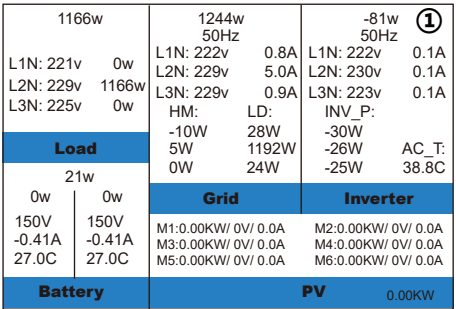 1166w
L1N: 221v 0w
L2N: 229v 1166w
L3N: 225v 0w
Load
1244w
50Hz
L1N: 222v 0.8A
L2N: 229v 5.0A
L3N: 229v 0.9A
HM: LD:
-10W 28W
5W 1192W
0W 24W
Grid
-81w 1
50Hz
L1N: 222v 0.1A
L2N: 230v 0.1A
L3N: 223v 0.1A
INV_P:
-30W
-26W AC_T:
-25W 38.8C
Inverter
21w
0w 0w
150V 150V
-0.41A -0.41A
27.0C 27.0C
Battery
M1:0.00KW/ 0V/ 0.0A M2:0.00KW/ 0V/ 0.0A
M3:0.00KW/ 0V/ 0.0A M4:0.00KW/ 0V/ 0.0A
M5:0.00KW/ 0V/ 0.0A M6:0.00KW/ 0V/ 0.0A
PV 0.00KW